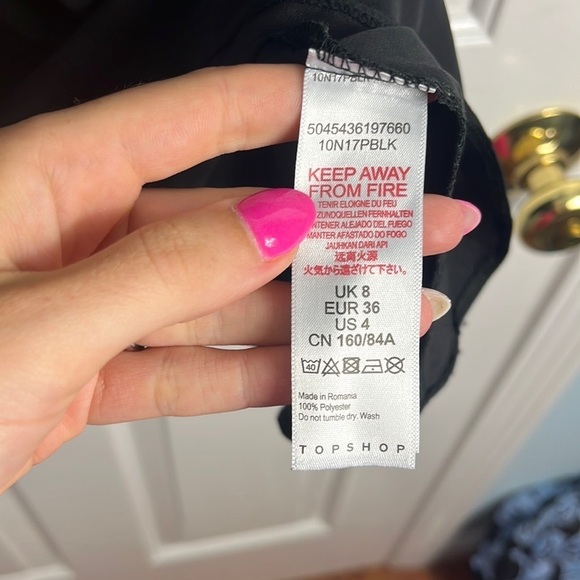 5045436197660
10N17PBLK
KEEP AWAY
FROM FIRE
TENIR ELOIGNE DU FEU
ZUNDQUELLEN FERNHALTEN
ALEJADO DEL FUEGO
MANTER AFASTADO DO FOGO
JAUHKAN DARI API
远离火源
火気から遠ざけて下さい。
UK 8
EUR 36
US 4
CN 160/84A
40
Made in Romania
100% Polyester
Do not tumble dry. Wash
TOPSHOP